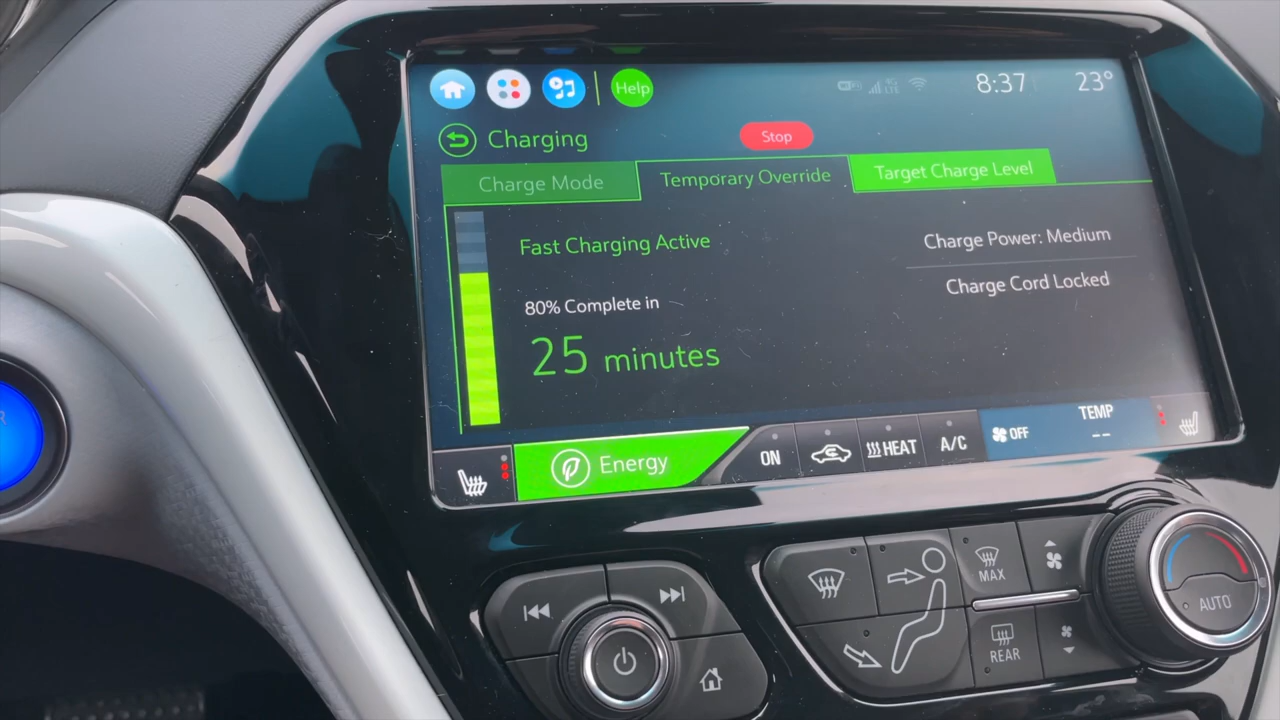 Help
8:37
23°
Charging
Stop
Charge Mode
Temporary Override
Target Charge Level
Fast Charging Active
Charge Power: Medium
80% Complete in
Charge Cord Locked
25 minutes
Energy
ON
HEAT
A/C
OFF
TEMP
--
MAX
AUTO
REAR